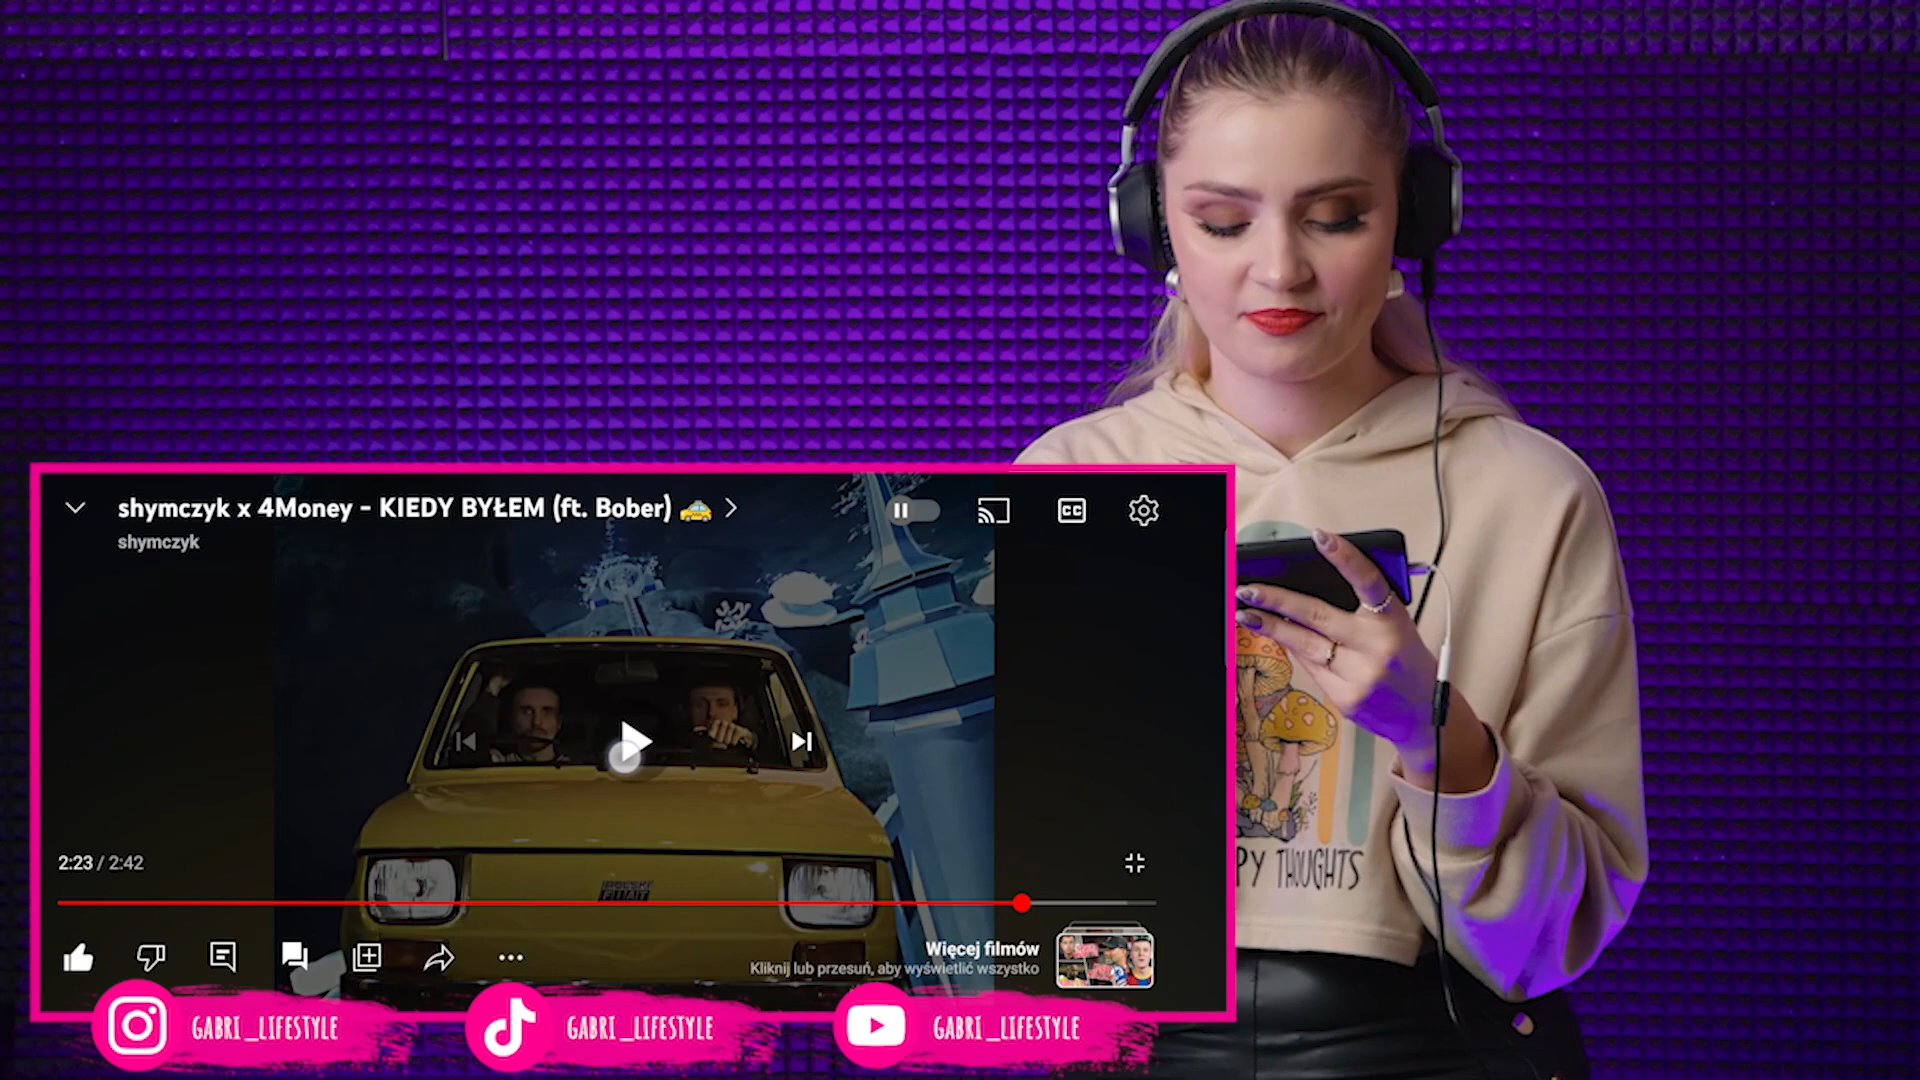 shymczyk x 4Money - KIEDY BYŁEM (ft. Bober) 🚕
shymczyk
CC
2:23 / 2:42
Więcej filmów
Kliknij lub przesuń, aby wyświetlić wszystko
PY THOUGHTS
GABRI_LIFESTYLE
GABRI_LIFESTYLE
GABRI_LIFESTYLE